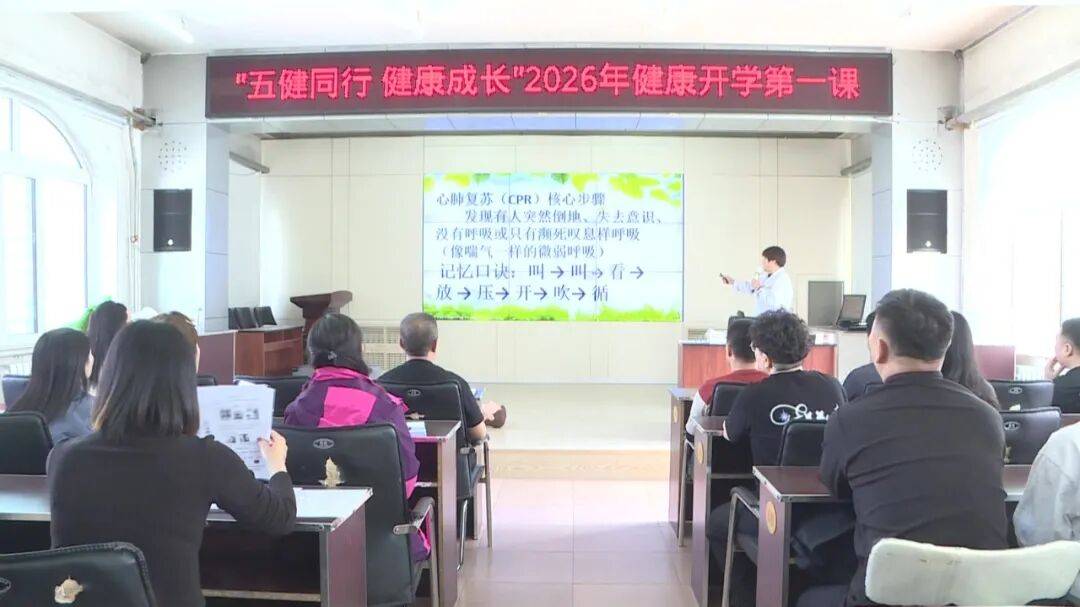 "五健同行 健康成长"2026年健康开学第一课
心肺复苏（CPR）核心步骤
发现有人突然倒地、失去意识、
没有呼吸或只有濒死叹息样呼吸
（像喘气一样的微弱呼吸）
记忆口诀：叫→叫→看→
放→压→开→吹→循